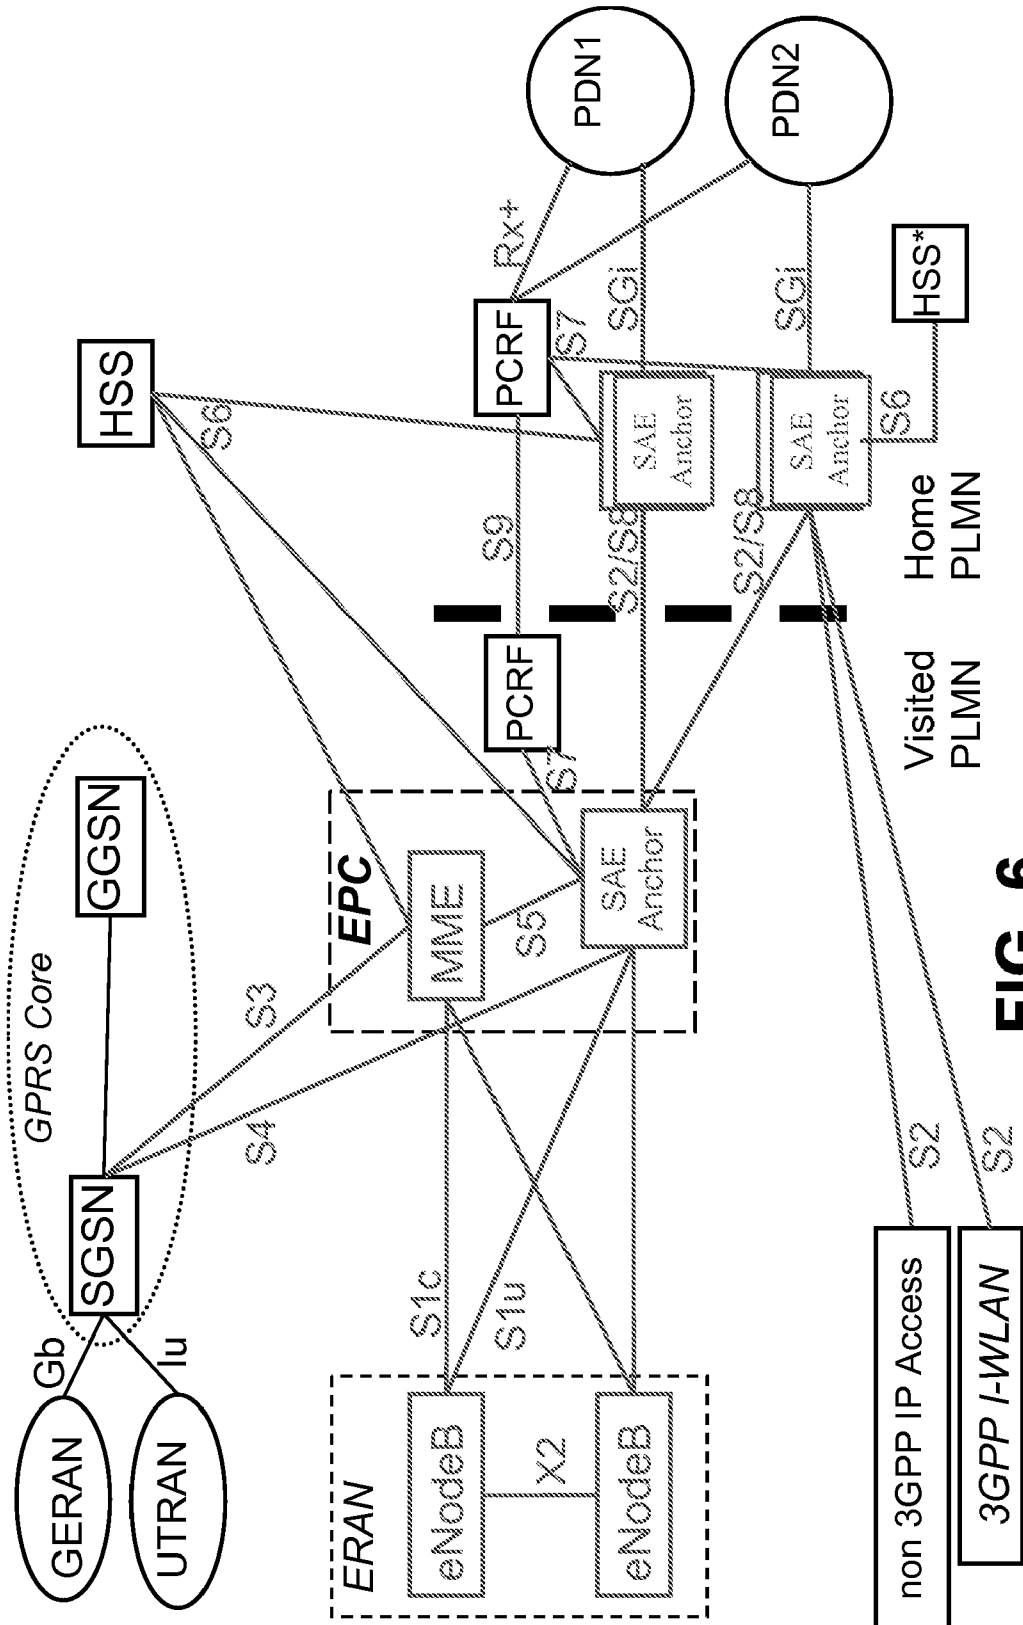 GERAN
Gb
UTRAN
Iu
SGSN
GPRS Core
GGSN
HSS
S3
S4
S6
ERAN
eNodeB
X2
eNodeB
S1c
S1u
EPC
MME
S5
SAE
Anchor
S7
PCRF
S9
PCRF
Rx+
S7
PDN1
S2/S8
SAE
Anchor
SGi
PDN2
S2/S8
SAE
Anchor
SGi
S6
HSS*
Visited
PLMN
Home
PLMN
non 3GPP IP Access
S2
3GPP I-WLAN
S2
FIG. 6